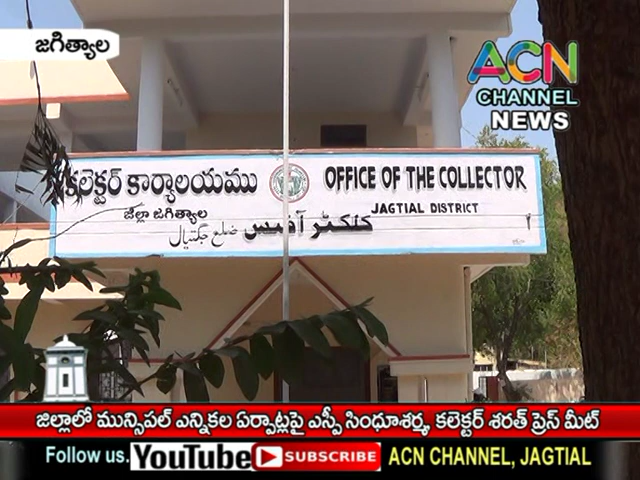 జగిత్యాల
ACN
CHANNEL
NEWS
కలెక్టర్ కార్యాలయము OFFICE OF THE COLLECTOR
జిల్లా జగిత్యాల JAGTIAL DISTRICT
کلکٹر آفس ضلع جگتیال
జిల్లాలో మున్సిపల్ ఎన్నికల ఏర్పాట్లపై ఎస్పీ సింధూశర్మ, కలెక్టర్ శరత్ ప్రెస్ మీట్
Follow us. YouTube SUBSCRIBE ACN CHANNEL, JAGTIAL